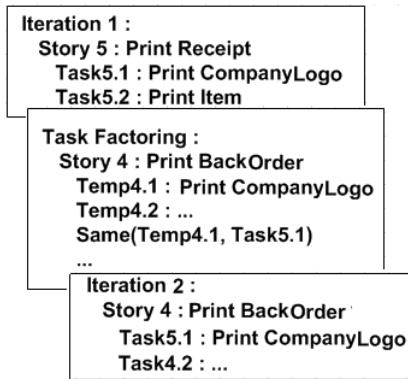 Iteration 1 :
Story 5 : Print Receipt
Task5.1 : Print CompanyLogo
Task5.2 : Print Item
Task Factoring :
Story 4 : Print BackOrder
Temp4.1 : Print CompanyLogo
Temp4.2 : ...
Same(Temp4.1, Task5.1)
...
Iteration 2 :
Story 4 : Print BackOrder
Task5.1 : Print CompanyLogo
Task4.2 : ...